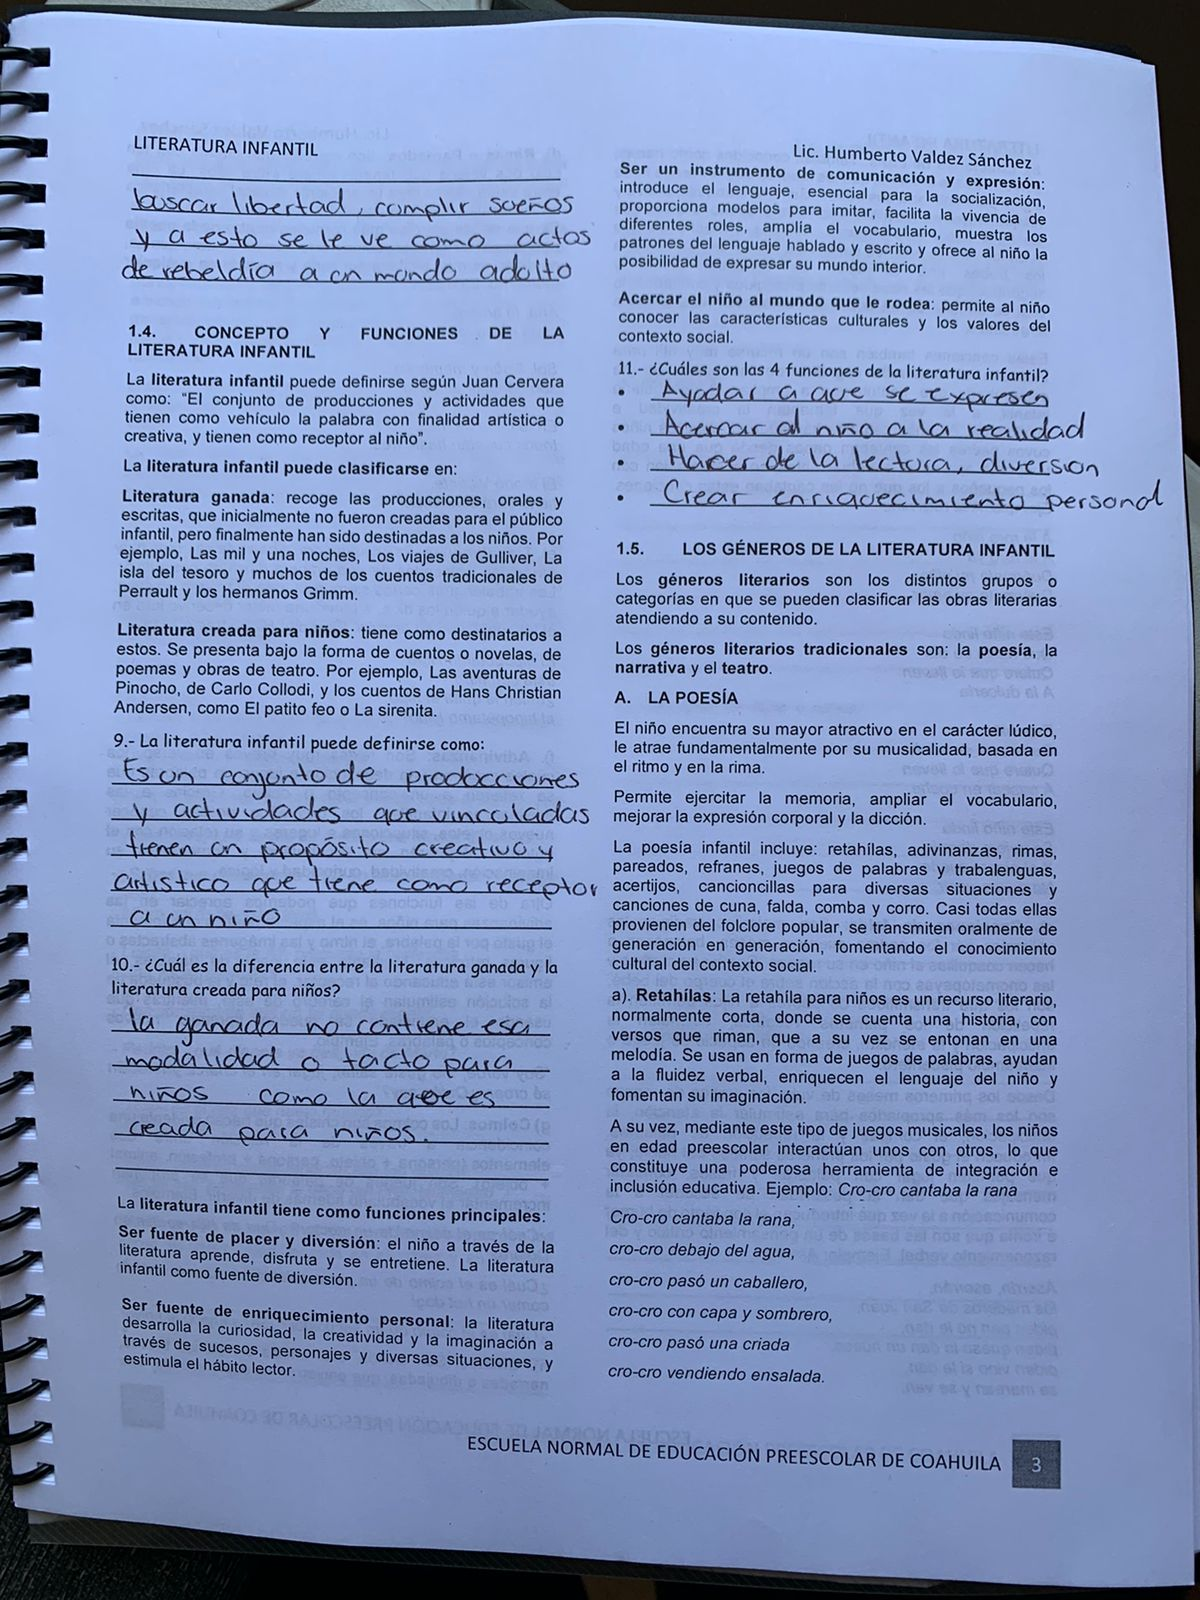 LITERATURA INFANTIL
buscar libertad, cumplir sueños
y a esto se le ve como actos
de rebeldía a un mundo adulto
1.4. CONCEPTO Y FUNCIONES DE LA
LITERATURA INFANTIL
La literatura infantil puede definirse según Juan Cervera
como: "El conjunto de producciones y actividades que
tienen como vehículo la palabra con finalidad artística o
creativa, y tienen como receptor al niño".
La literatura infantil puede clasificarse en:
Literatura ganada: recoge las producciones, orales y
escritas, que inicialmente no fueron creadas para el público
infantil, pero finalmente han sido destinadas a los niños. Por
ejemplo, Las mil y una noches, Los viajes de Gulliver, La
isla del tesoro y muchos de los cuentos tradicionales de
Perrault y los hermanos Grimm.
Literatura creada para niños: tiene como destinatarios a
estos. Se presenta bajo la forma de cuentos o novelas, de
poemas y obras de teatro. Por ejemplo, Las aventuras de
Pinocho, de Carlo Collodi, y los cuentos de Hans Christian
Andersen, como El patito feo o La sirenita.
9.- La literatura infantil puede definirse como:
Es un conjunto de producciones
y actividades que vinculadas
tienen un propósito creativo y
artistico que tiene como receptor
a un niño
10.- ¿Cuál es la diferencia entre la literatura ganada y la
literatura creada para niños?
la ganada no contiene esa
modalidad o tacto para
niños como la que es
creada para niños.
La literatura infantil tiene como funciones principales:
Ser fuente de placer y diversión: el niño a través de la
literatura aprende, disfruta y se entretiene. La literatura
infantil como fuente de diversión.
Ser fuente de enriquecimiento personal: la literatura
desarrolla la curiosidad, la creatividad y la imaginación a
través de sucesos, personajes y diversas situaciones, y
estimula el hábito lector.
Lic. Humberto Valdez Sánchez
Ser un instrumento de comunicación y expresión:
introduce el lenguaje, esencial para la socialización,
proporciona modelos para imitar, facilita la vivencia de
diferentes roles, amplía el vocabulario, muestra los
patrones del lenguaje hablado y escrito y ofrece al niño la
posibilidad de expresar su mundo interior.
Acercar el niño al mundo que le rodea: permite al niño
conocer las características culturales y los valores del
contexto social.
11.- ¿Cuáles son las 4 funciones de la literatura infantil?
• Ayudar a que se expresen
• Acercar al niño a la realidad
• Hacer de la lectura, diversion
• Crear enriquecimiento personal
1.5. LOS GÉNEROS DE LA LITERATURA INFANTIL
Los géneros literarios son los distintos grupos o
categorías en que se pueden clasificar las obras literarias
atendiendo a su contenido.
Los géneros literarios tradicionales son: la poesía, la
narrativa y el teatro.
A. LA POESÍA
El niño encuentra su mayor atractivo en el carácter lúdico,
le atrae fundamentalmente por su musicalidad, basada en
el ritmo y en la rima.
Permite ejercitar la memoria, ampliar el vocabulario,
mejorar la expresión corporal y la dicción.
La poesía infantil incluye: retahílas, adivinanzas, rimas,
pareados, refranes, juegos de palabras y trabalenguas,
acertijos, cancioncillas para diversas situaciones y
canciones de cuna, falda, comba y corro. Casi todas ellas
provienen del folclore popular, se transmiten oralmente de
generación en generación, fomentando el conocimiento
cultural del contexto social.
a). Retahílas: La retahíla para niños es un recurso literario,
normalmente corta, donde se cuenta una historia, con
versos que riman, que a su vez se entonan en una
melodía. Se usan en forma de juegos de palabras, ayudan
a la fluidez verbal, enriquecen el lenguaje del niño y
fomentan su imaginación.
A su vez, mediante este tipo de juegos musicales, los niños
en edad preescolar interactúan unos con otros, lo que
constituye una poderosa herramienta de integración e
inclusión educativa. Ejemplo: Cro-cro cantaba la rana
Cro-cro cantaba la rana,
cro-cro debajo del agua,
cro-cro pasó un caballero,
cro-cro con capa y sombrero,
cro-cro pasó una criada
cro-cro vendiendo ensalada.
ESCUELA NORMAL DE EDUCACIÓN PREESCOLAR DE COAHUILA 3